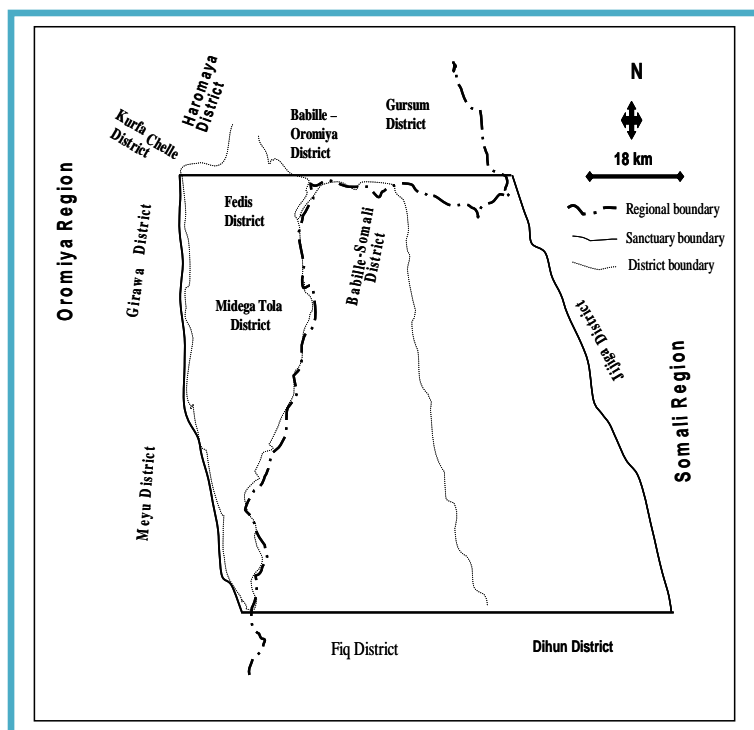 N
18 km
Regional boundary
Sanctuary boundary
District boundary
Haromaya
District
Kurfa Chelle
District
Babille –
Oromiya
District
Gursum
District
Oromiya Region
Girawa District
Fedis
District
Babille-Somali
District
Midega Tola
District
Jijiga District
Somali Region
Meyu District
Fiq District
Dihun District